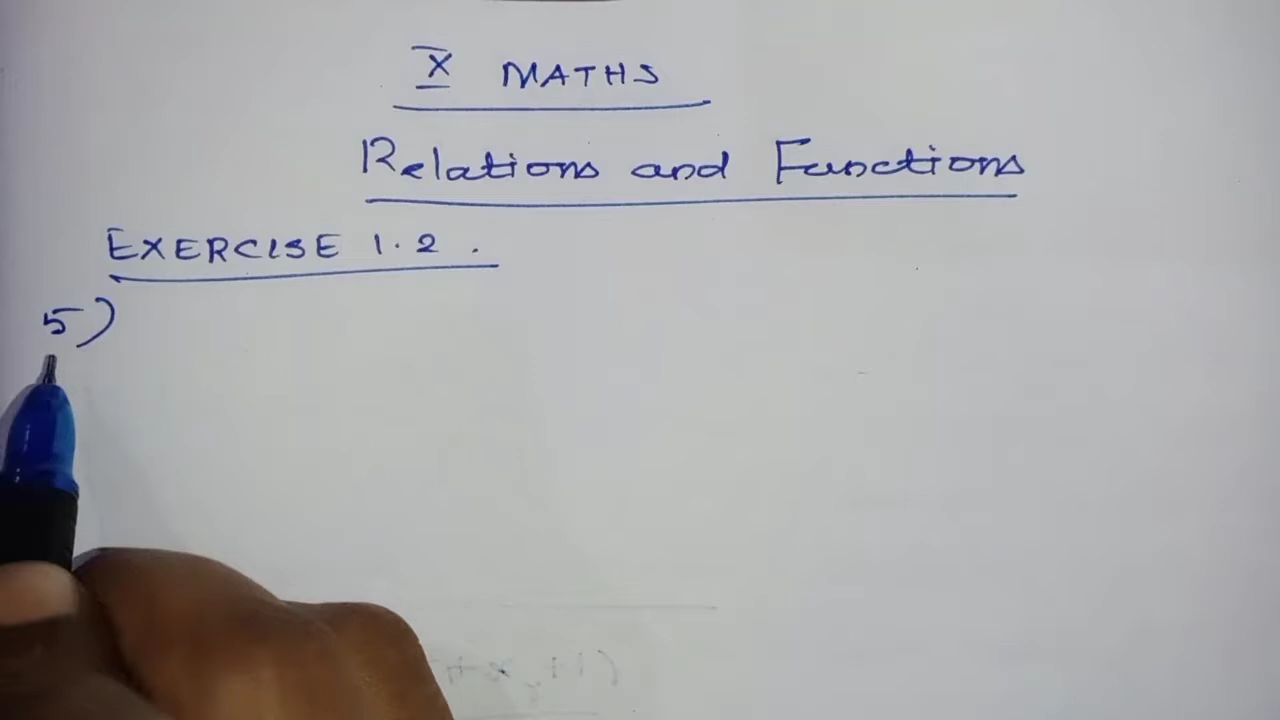 X MATHS
Relations and Functions
EXERCISE 1.2.
5)